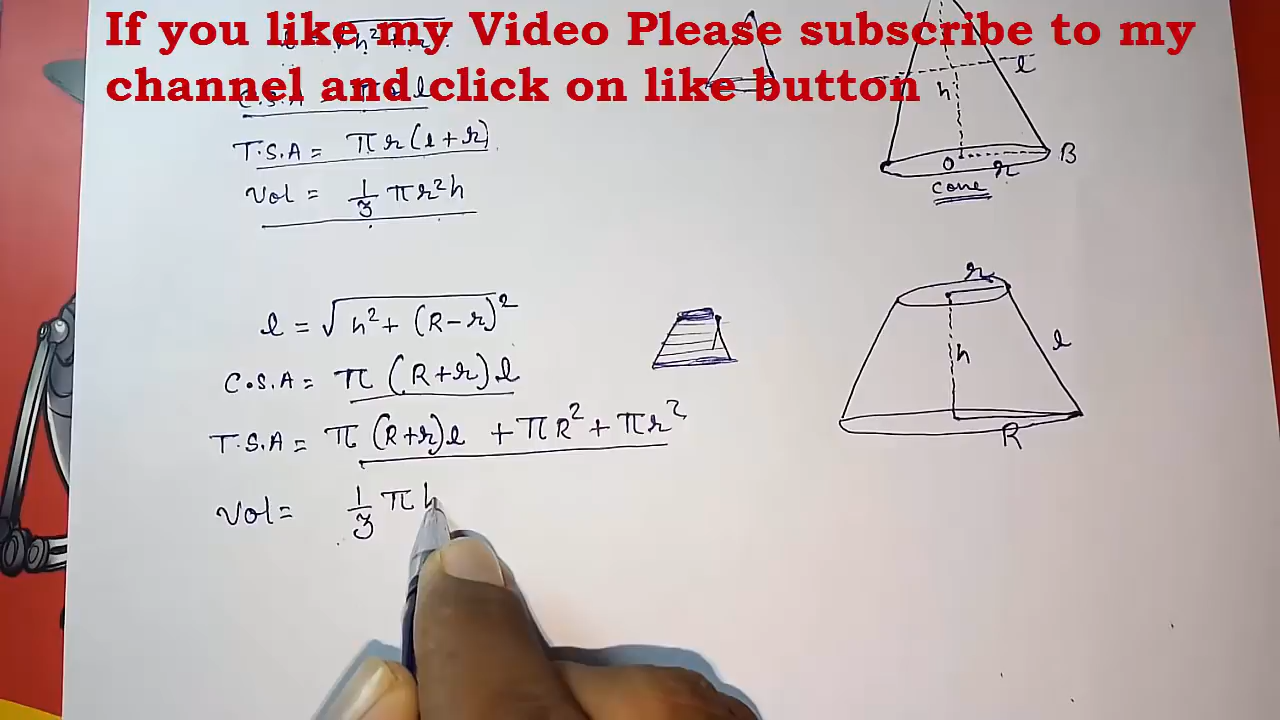 If you like my Video Please subscribe to my
channel and click on like button
T.S.A = πr(l+r)
Vol = 1/3 πr²h
l
h
O
r
B
cone
l = √h²+(R-r)²
C.S.A = π(R+r)l
T.S.A = π(R+r)l + πR² + πr²
Vol = 1/3 πh
r
h
l
R